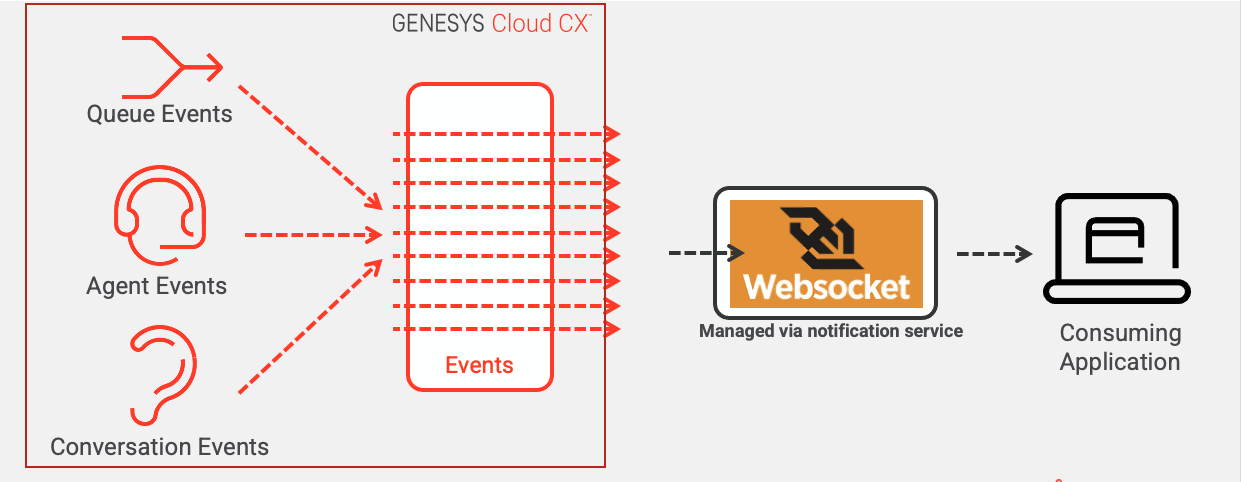 GENESYS Cloud CX™
Queue Events
Agent Events
Conversation Events
Events
Websocket
Managed via notification service
Consuming
Application